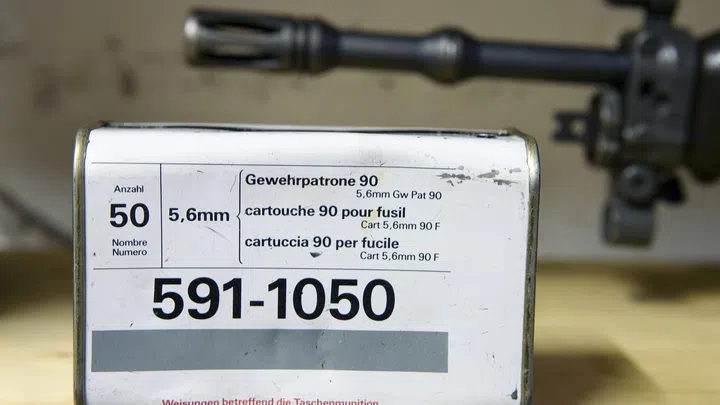 Anzahl
50
Nombre
Numero
5,6mm
Gewehrpatrone 90
5,6mm Gw Pat 90
cartouche 90 pour fusil
Cart 5,6mm 90 F
cartuccia 90 per fucile
Cart 5,6mm 90 F
591-1050
Weisungen betreffend die Taschenmunition